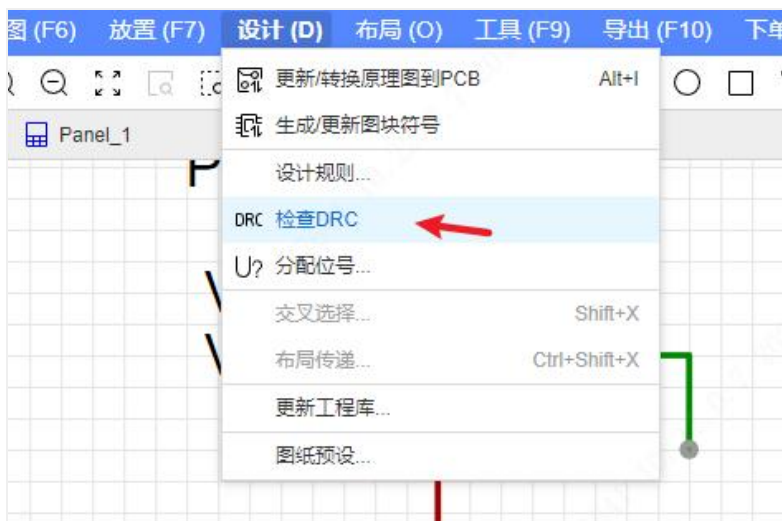 图 (F6) 放置 (F7) 设计 (D) 布局 (O) 工具 (F9) 导出 (F10) 下单
更新/转换原理图到PCB Alt+I
生成/更新图块符号
Panel_1
设计规则...
DRC 检查DRC
U? 分配位号...
交叉选择... Shift+X
布局传递... Ctrl+Shift+X
更新工程库...
图纸预设...